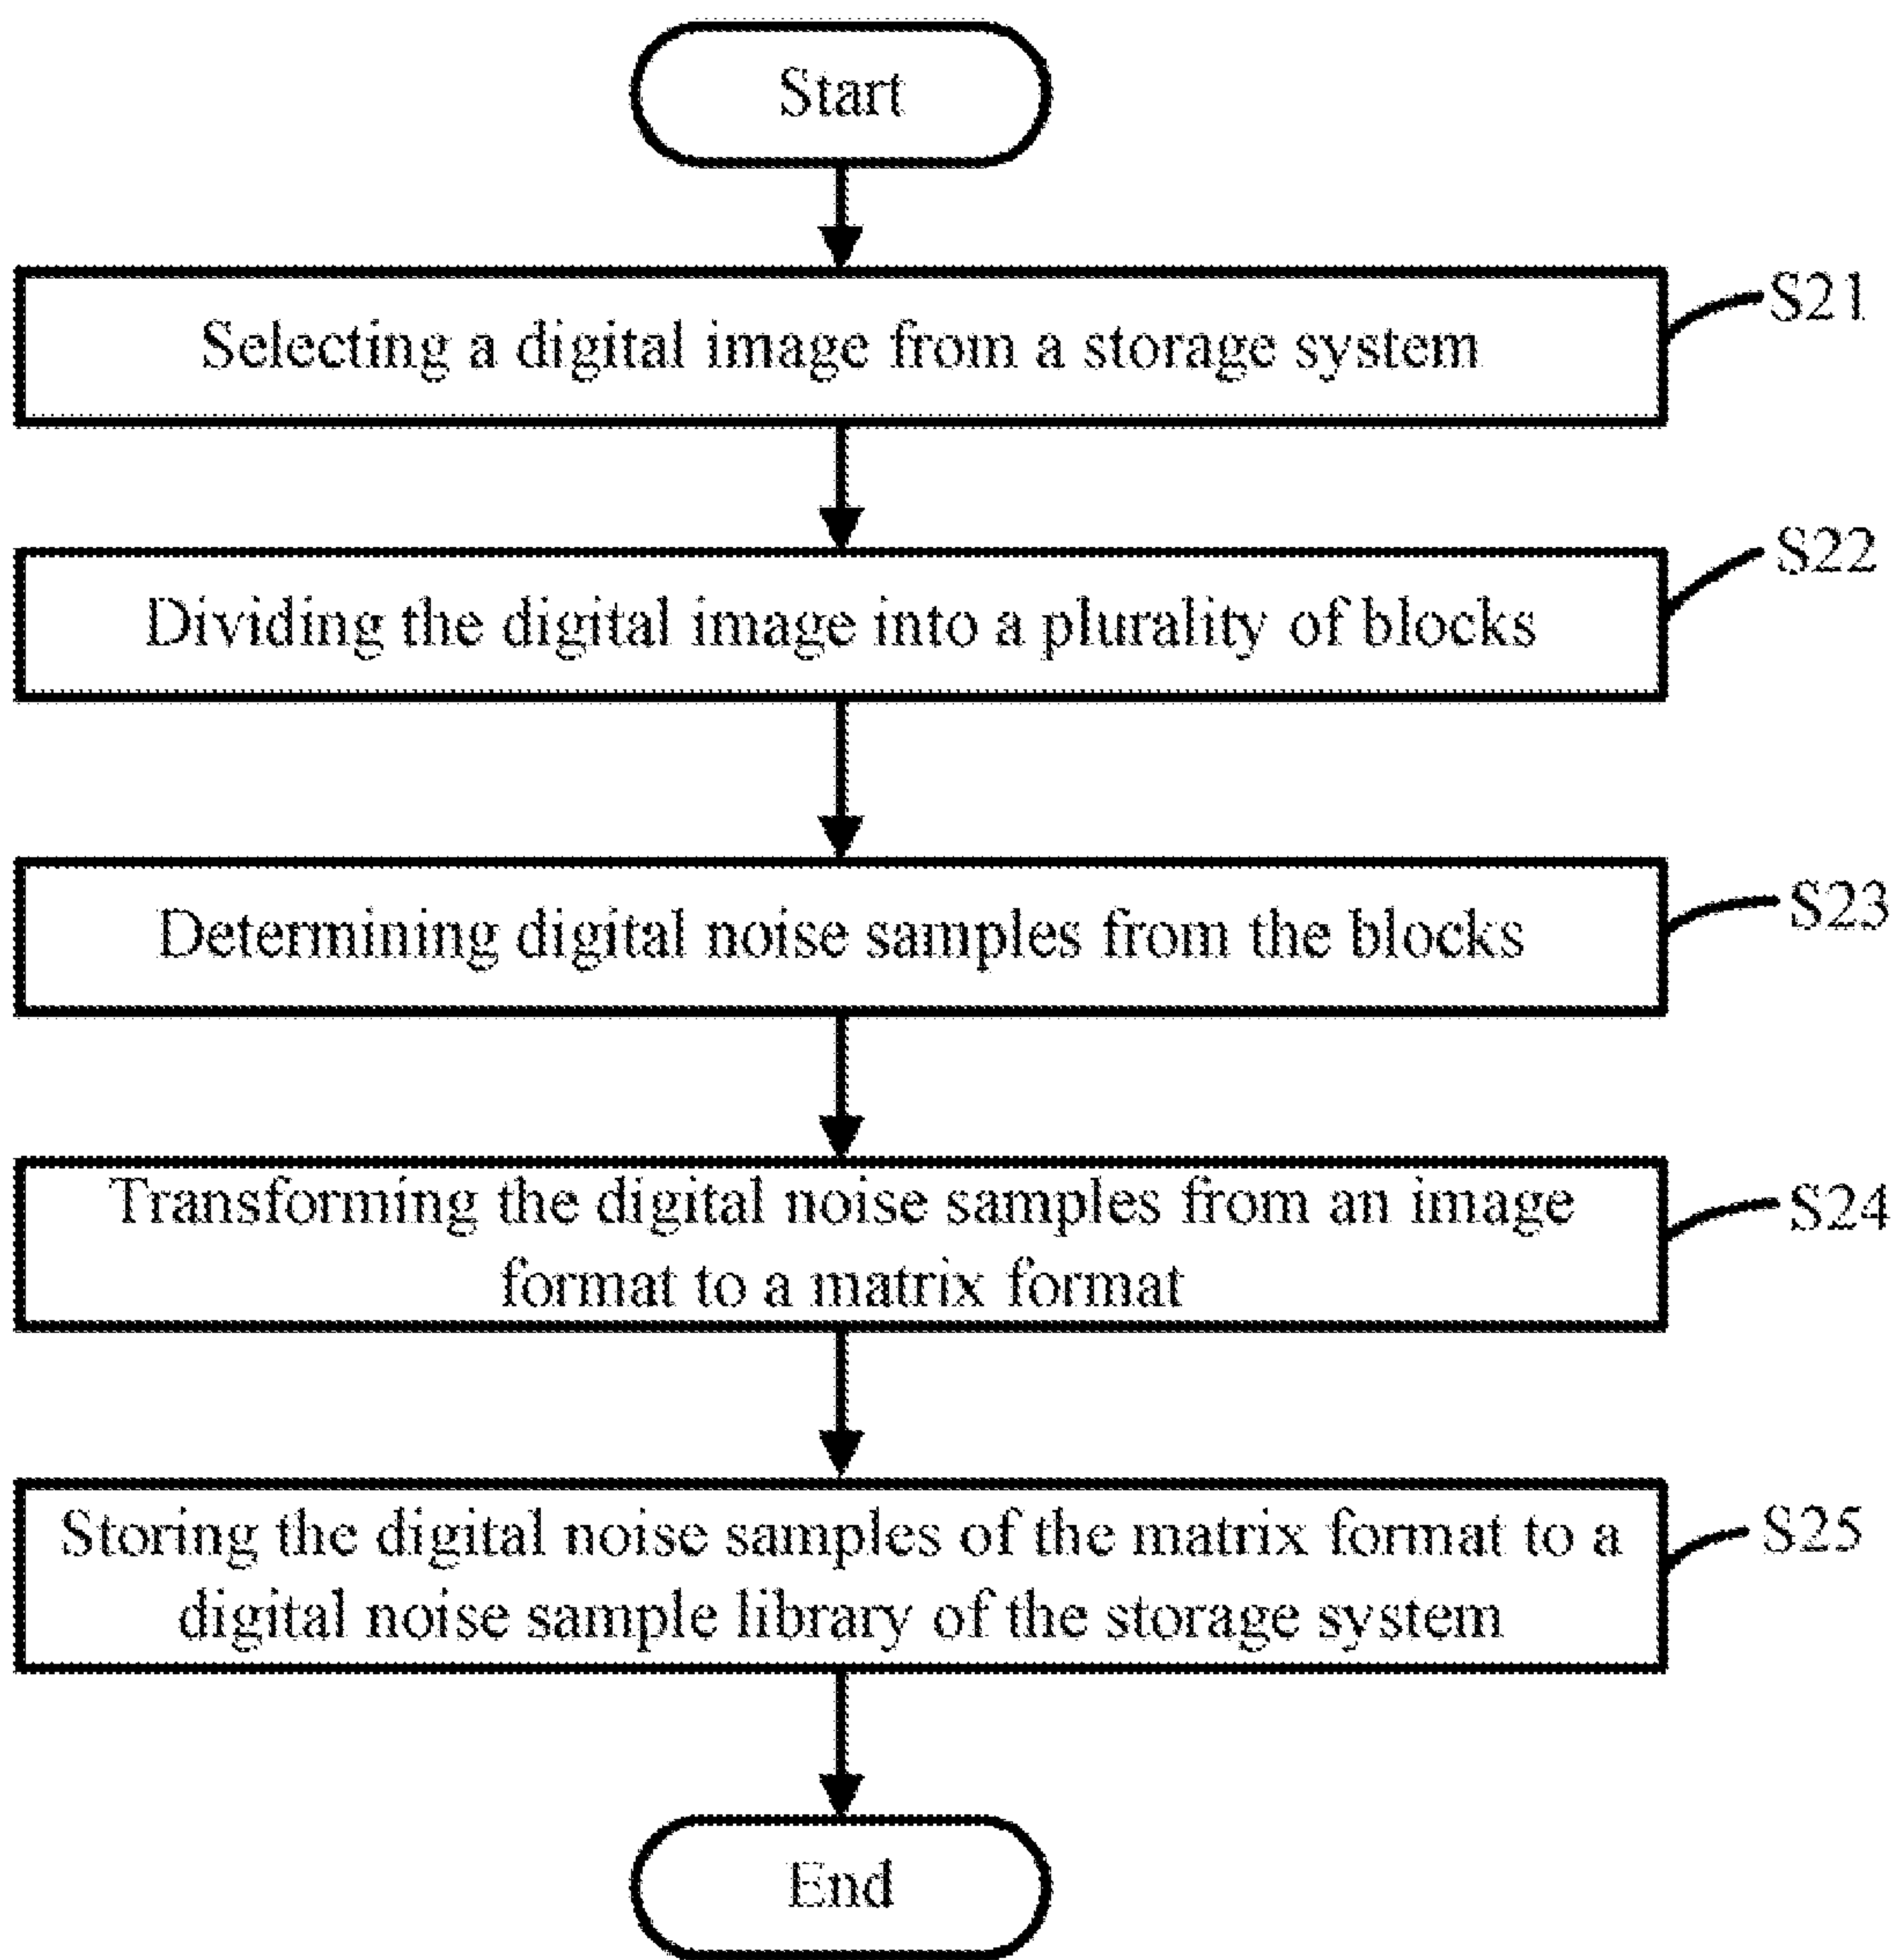 Start
Selecting a digital image from a storage system
S21
Dividing the digital image into a plurality of blocks
S22
Determining digital noise samples from the blocks
S23
Transforming the digital noise samples from an image
format to a matrix format
S24
Storing the digital noise samples of the matrix format to a
digital noise sample library of the storage system
S25
End